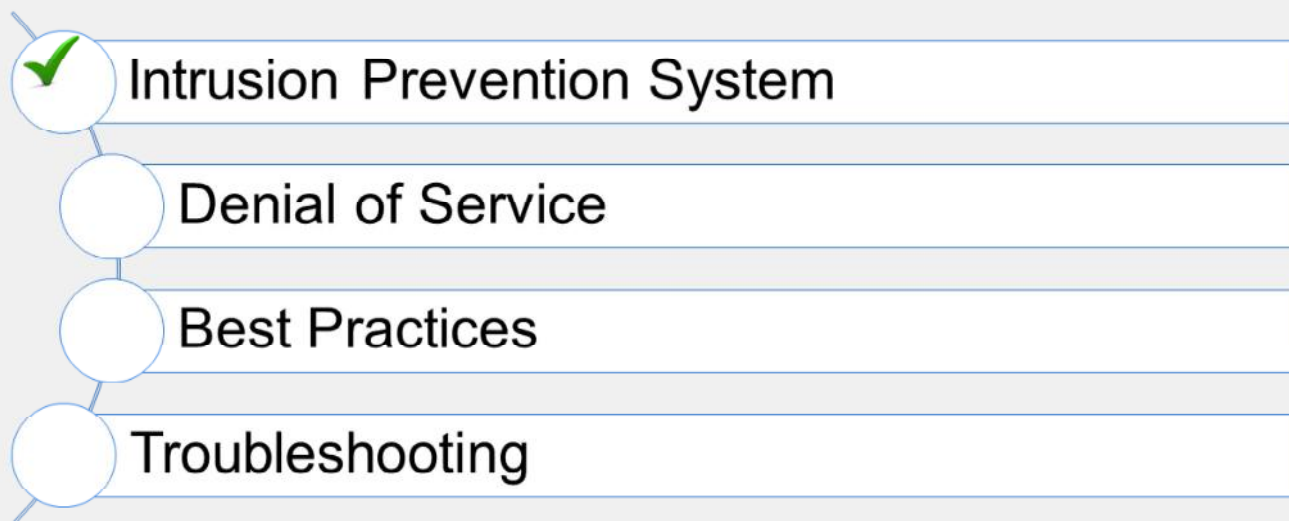 Intrusion Prevention System
Denial of Service
Best Practices
Troubleshooting